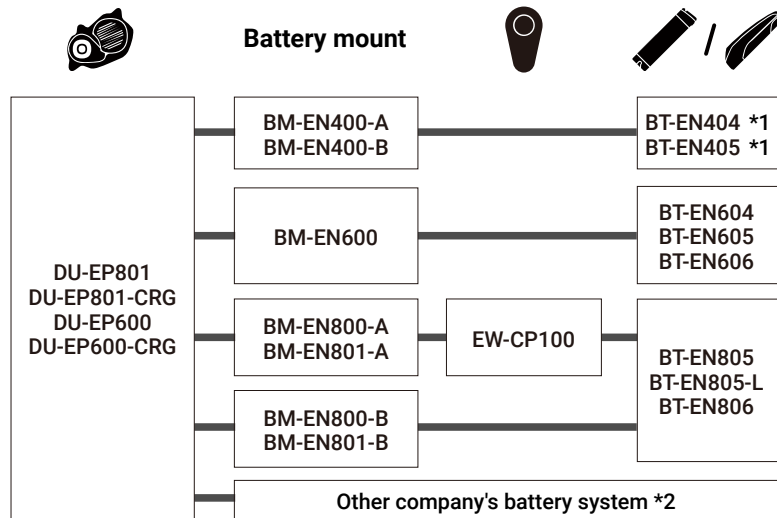 Battery mount
DU-EP801
DU-EP801-CRG
DU-EP600
DU-EP600-CRG
BM-EN400-A
BM-EN400-B
BT-EN404 *1
BT-EN405 *1
BM-EN600
BT-EN604
BT-EN605
BT-EN606
BM-EN800-A
BM-EN801-A
EW-CP100
BT-EN805
BT-EN805-L
BT-EN806
BM-EN800-B
BM-EN801-B
Other company's battery system *2